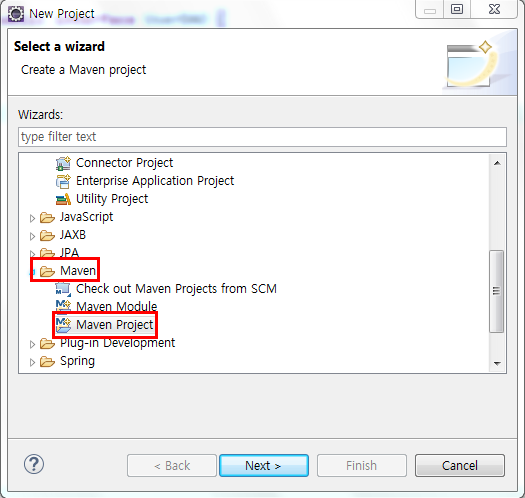 New Project
Select a wizard
Create a Maven project
Wizards:
type filter text
Connector Project
Enterprise Application Project
Utility Project
JavaScript
JAXB
JPA
Maven
Check out Maven Projects from SCM
Maven Module
Maven Project
Plug-in Development
Spring
< Back
Next >
Finish
Cancel